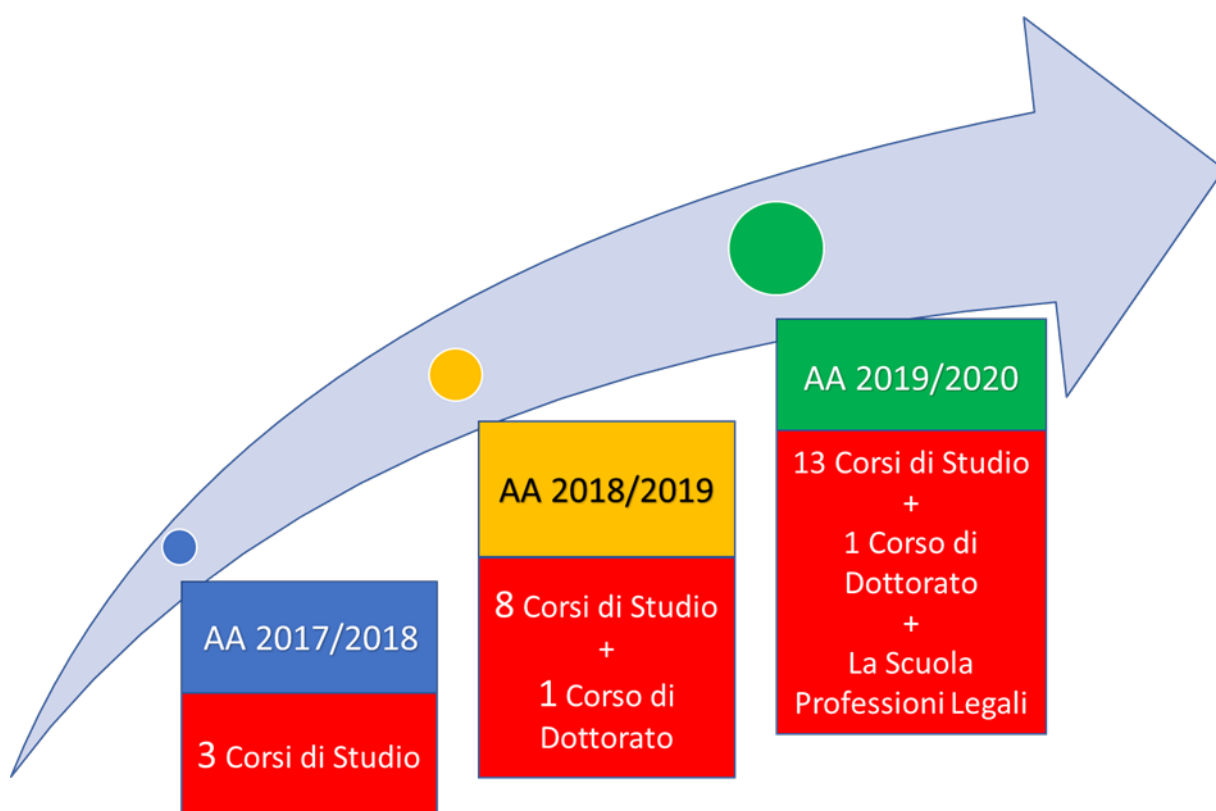 AA 2017/2018
3 Corsi di Studio
AA 2018/2019
8 Corsi di Studio
+
1 Corso di
Dottorato
AA 2019/2020
13 Corsi di Studio
+
1 Corso di
Dottorato
+
La Scuola
Professioni Legali